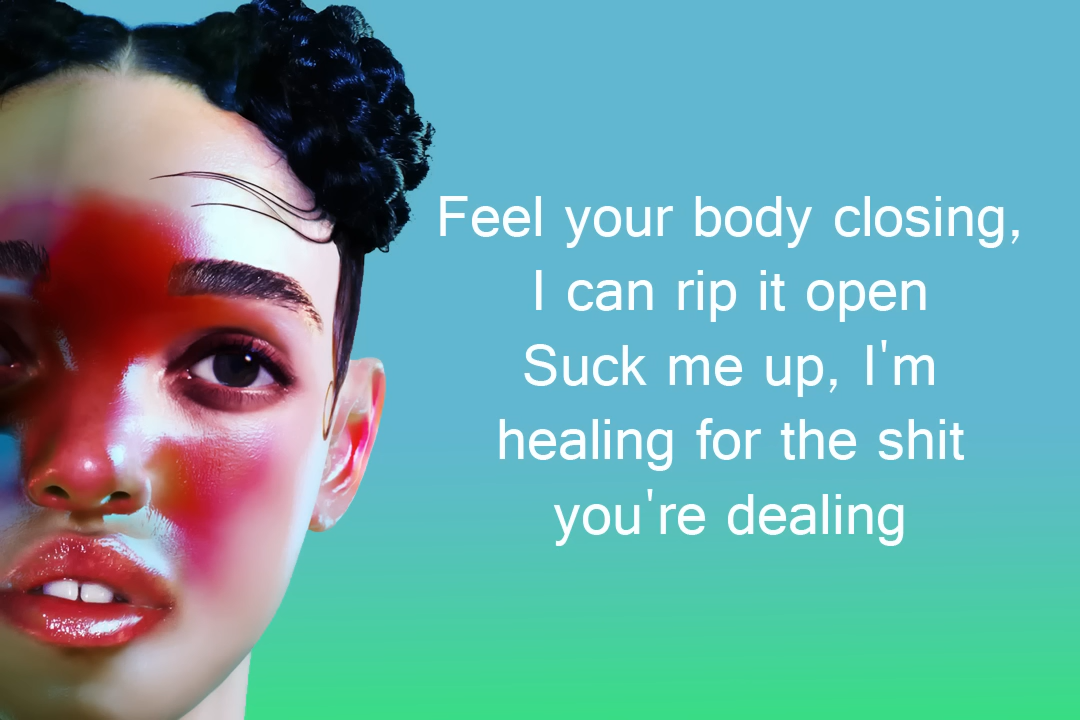 Feel your body closing,
I can rip it open
Suck me up, I'm
healing for the shit
you're dealing